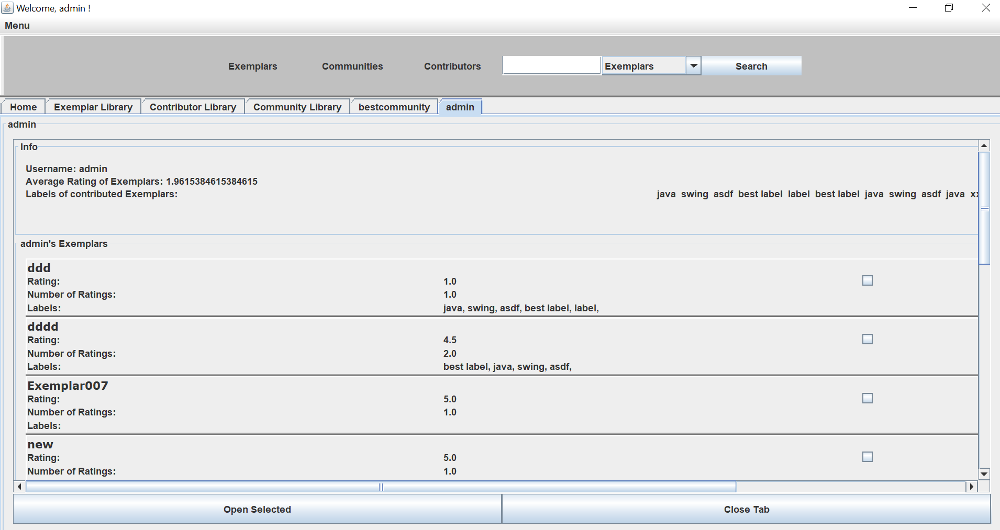 Welcome, admin !
Menu
Exemplars Communities Contributors Exemplars Search
Home Exemplar Library Contributor Library Community Library bestcommunity admin
admin
Info
Username: admin
Average Rating of Exemplars: 1.9615384615384615
Labels of contributed Exemplars: java swing asdf best label label best label java swing asdf java
admin's Exemplars
ddd
Rating: 1.0
Number of Ratings: 1.0
Labels: java, swing, asdf, best label, label,
dddd
Rating: 4.5
Number of Ratings: 2.0
Labels: best label, java, swing, asdf,
Exemplar007
Rating: 5.0
Number of Ratings: 1.0
Labels:
new
Rating: 5.0
Number of Ratings: 1.0
Open Selected Close Tab